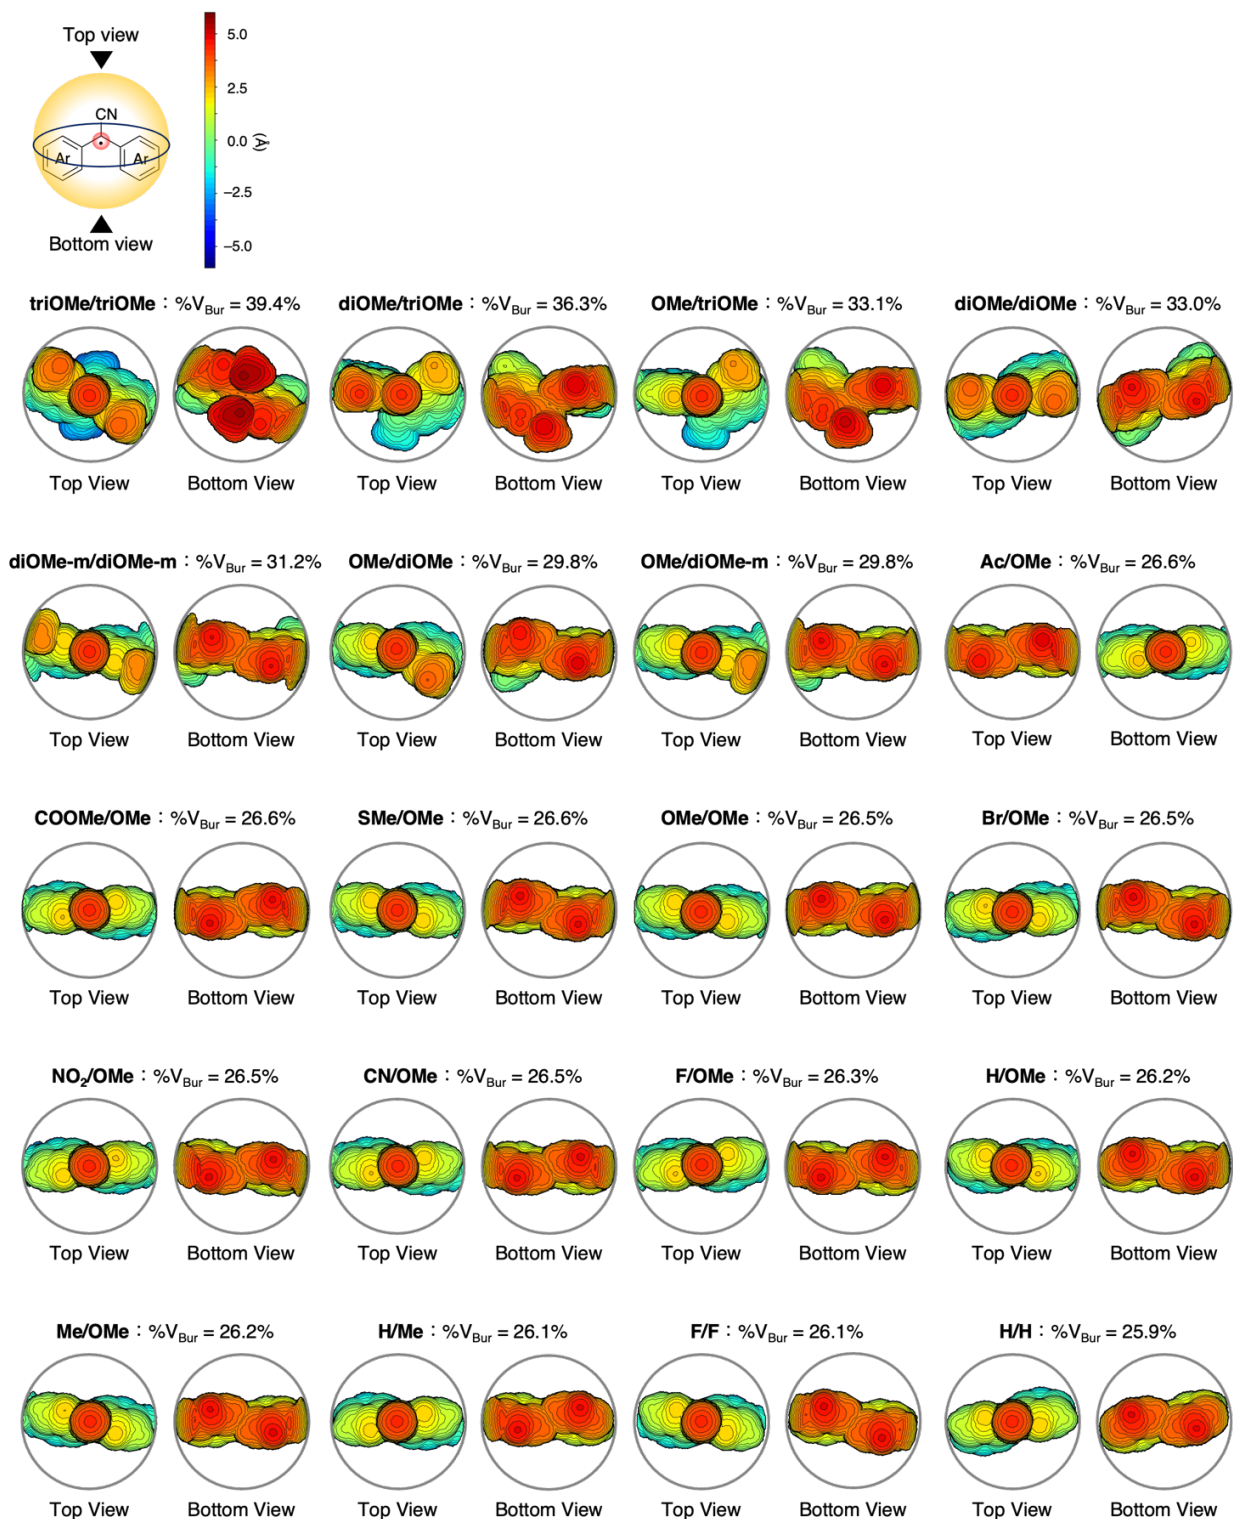 Top view
CN
Ar
Ar
Bottom view
5.0
2.5
0.0
−2.5
−5.0
(Å)
triOMe/triOMe : %VBur = 39.4% diOMe/triOMe : %VBur = 36.3% OMe/triOMe : %VBur = 33.1% diOMe/diOMe : %VBur = 33.0%
Top View Bottom View Top View Bottom View Top View Bottom View Top View Bottom View
diOMe-m/diOMe-m : %VBur = 31.2% OMe/diOMe : %VBur = 29.8% OMe/diOMe-m : %VBur = 29.8% Ac/OMe : %VBur = 26.6%
Top View Bottom View Top View Bottom View Top View Bottom View Top View Bottom View
COOMe/OMe : %VBur = 26.6% SMe/OMe : %VBur = 26.6% OMe/OMe : %VBur = 26.5% Br/OMe : %VBur = 26.5%
Top View Bottom View Top View Bottom View Top View Bottom View Top View Bottom View
NO2/OMe : %VBur = 26.5% CN/OMe : %VBur = 26.5% F/OMe : %VBur = 26.3% H/OMe : %VBur = 26.2%
Top View Bottom View Top View Bottom View Top View Bottom View Top View Bottom View
Me/OMe : %VBur = 26.2% H/Me : %VBur = 26.1% F/F : %VBur = 26.1% H/H : %VBur = 25.9%
Top View Bottom View Top View Bottom View Top View Bottom View Top View Bottom View